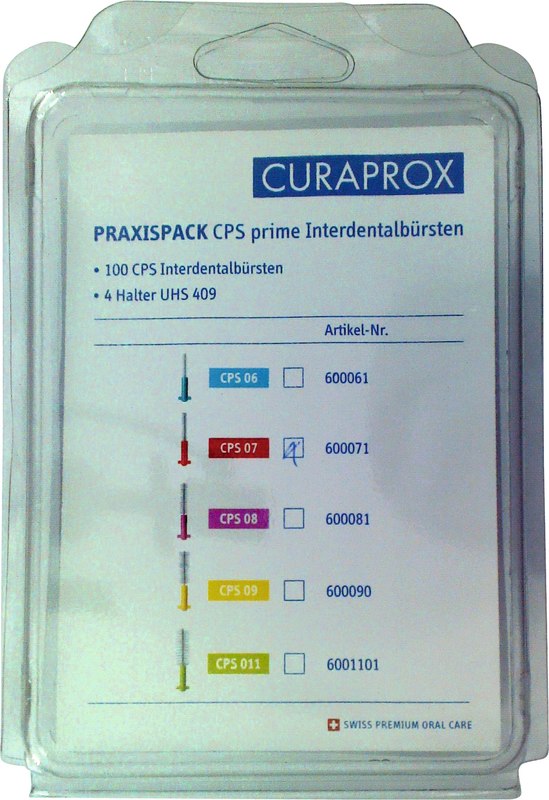 CURAPROX
PRAXISPACK CPS prime Interdentalbürsten
• 100 CPS Interdentalbürsten
• 4 Halter UHS 409
Artikel-Nr.
CPS 06 600061
CPS 07 600071
CPS 08 600081
CPS 09 600090
CPS 011 6001101
SWISS PREMIUM ORAL CARE